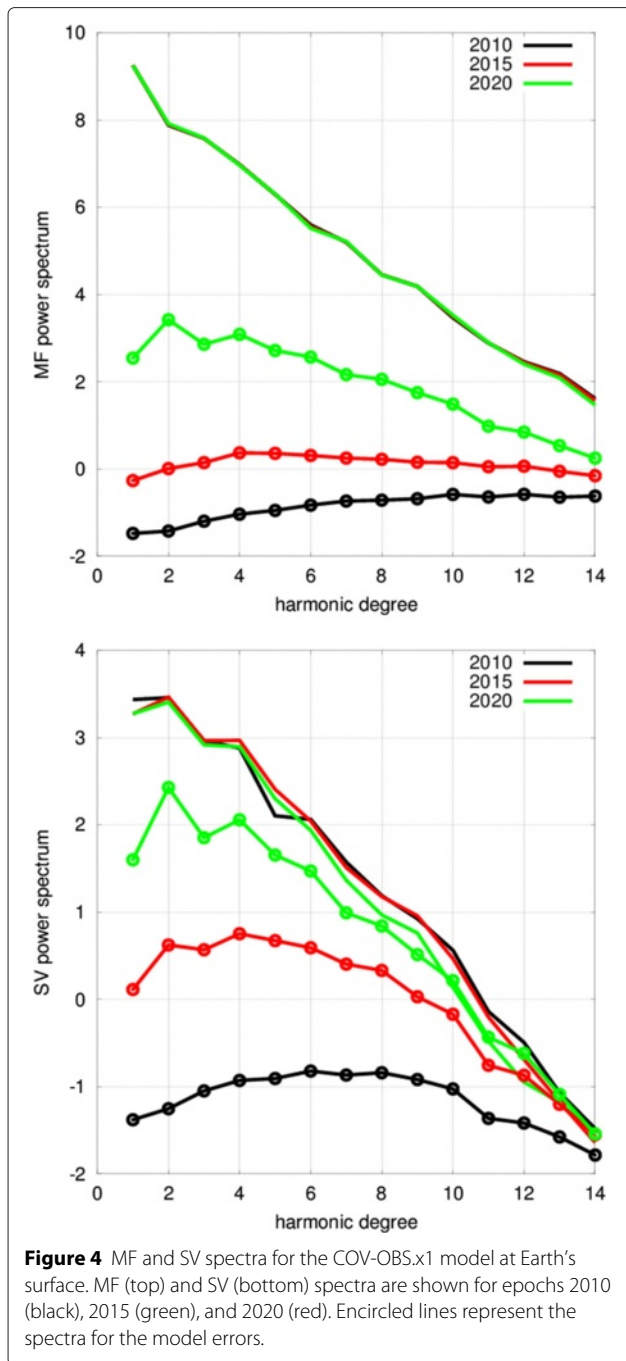 10
8
6
4
2
0
-2
MF power spectrum
2010
2015
2020
0 2 4 6 8 10 12 14
harmonic degree
4
3
2
1
0
-1
-2
SV power spectrum
2010
2015
2020
0 2 4 6 8 10 12 14
harmonic degree
Figure 4 MF and SV spectra for the COV-OBS.x1 model at Earth's
surface. MF (top) and SV (bottom) spectra are shown for epochs 2010
(black), 2015 (green), and 2020 (red). Encircled lines represent the
spectra for the model errors.